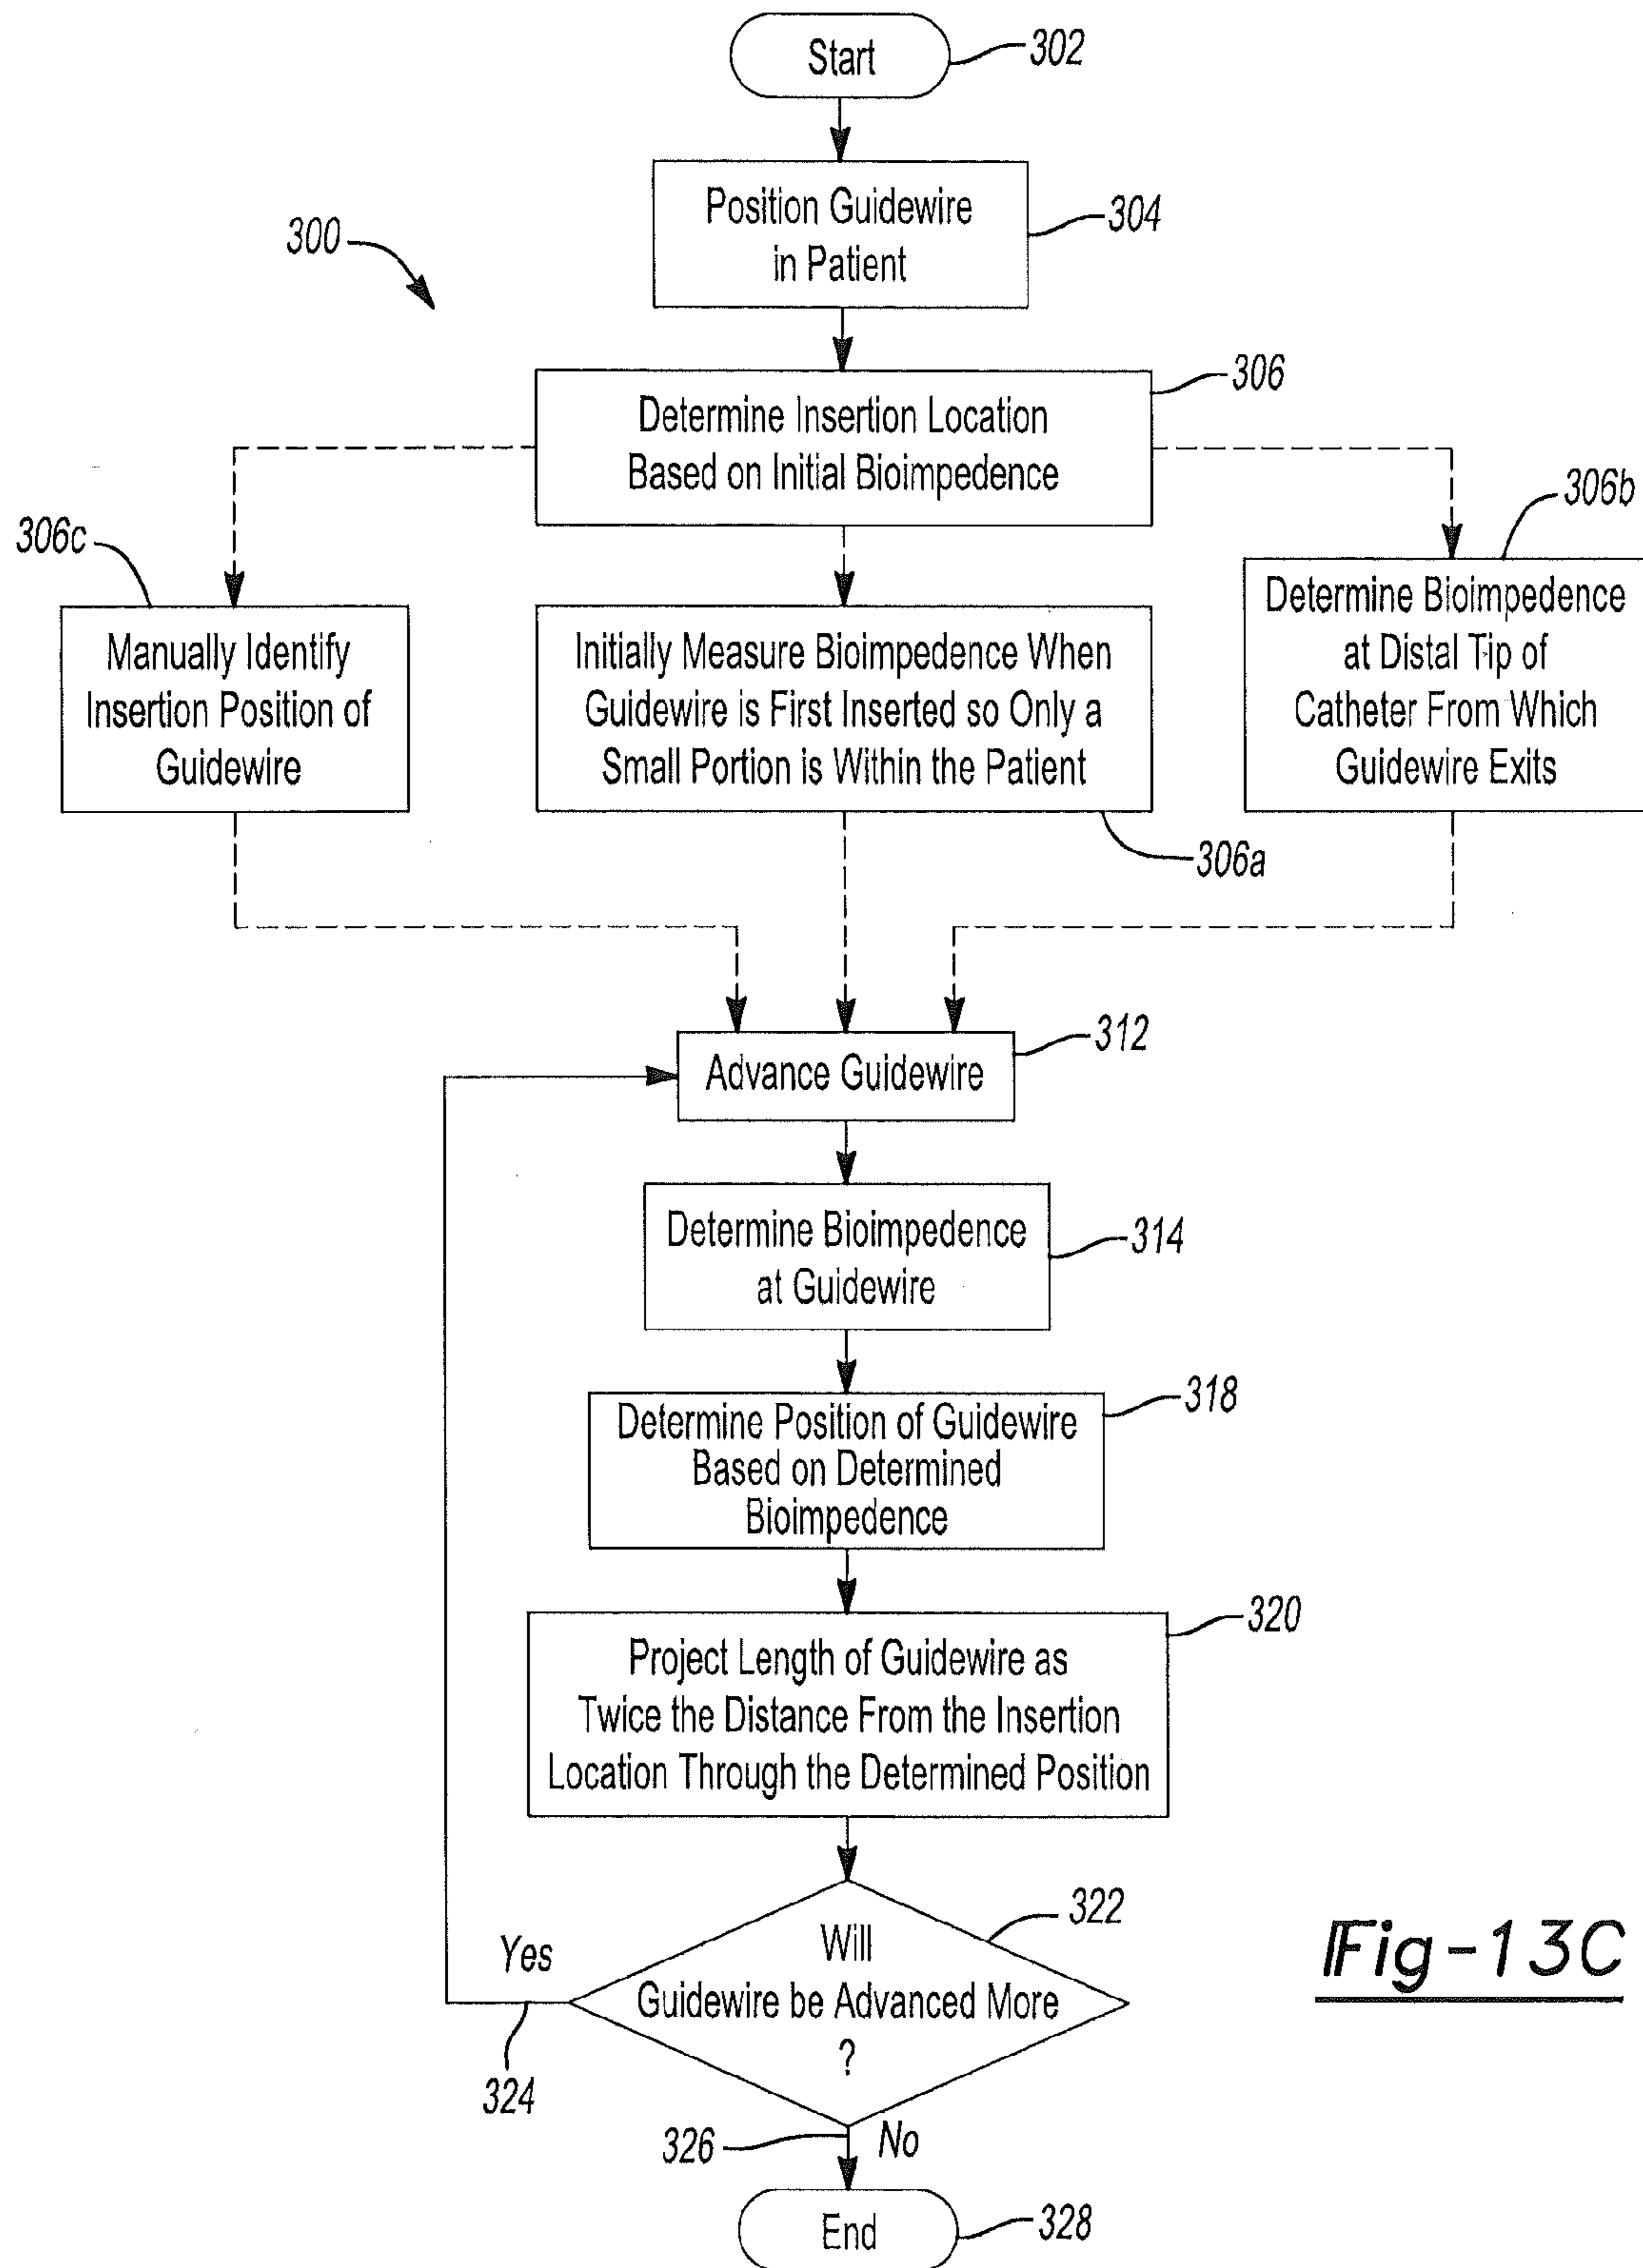 Start
302
Position Guidewire
in Patient
304
300
Determine Insertion Location
Based on Initial Bioimpedence
306
306c
306b
Manually Identify
Insertion Position of
Guidewire
Initially Measure Bioimpedence When
Guidewire is First Inserted so Only a
Small Portion is Within the Patient
306a
Determine Bioimpedence
at Distal Tip of
Catheter From Which
Guidewire Exits
Advance Guidewire
312
Determine Bioimpedence
at Guidewire
314
Determine Position of Guidewire
Based on Determined
Bioimpedence
318
Project Length of Guidewire as
Twice the Distance From the Insertion
Location Through the Determined Position
320
Will
Guidewire be Advanced More
?
322
Yes
324
326
No
End
328
Fig-13C